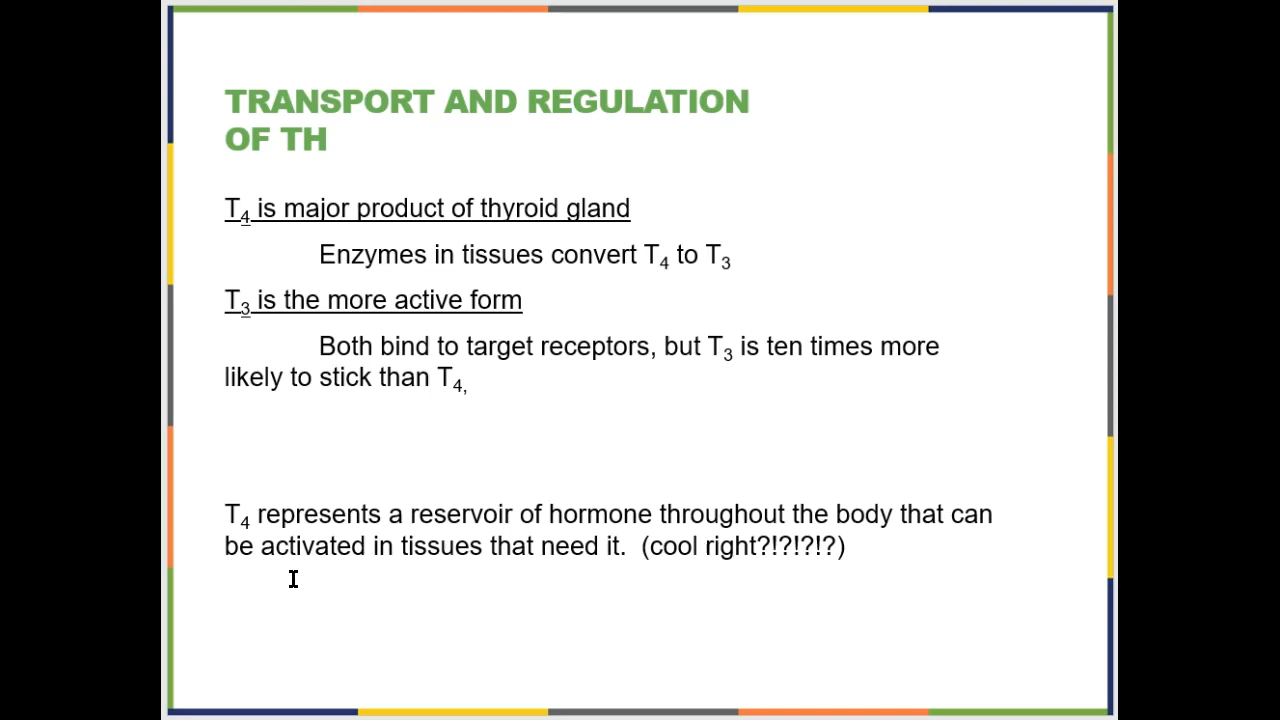 TRANSPORT AND REGULATION
OF TH
T₄ is major product of thyroid gland
Enzymes in tissues convert T₄ to T₃
T₃ is the more active form
Both bind to target receptors, but T₃ is ten times more
likely to stick than T₄,
T₄ represents a reservoir of hormone throughout the body that can
be activated in tissues that need it.  (cool right?!?!?!?)